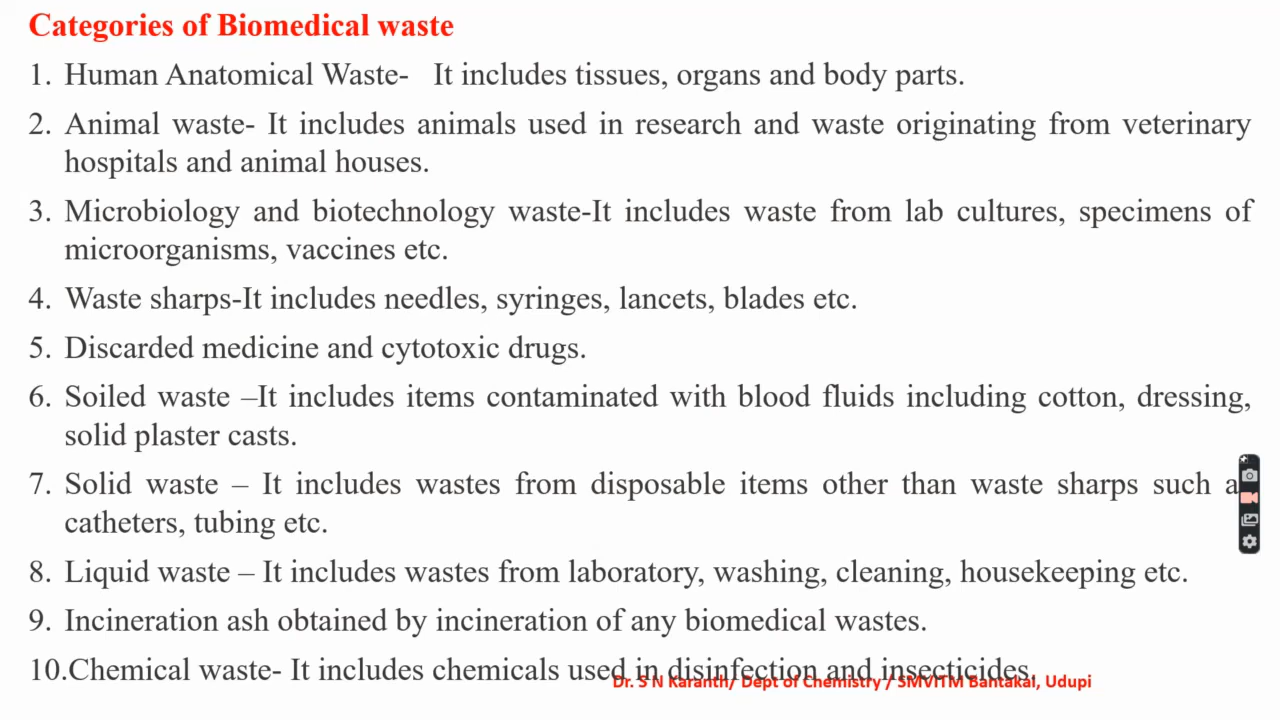 Categories of Biomedical waste
1. Human Anatomical Waste- It includes tissues, organs and body parts.
2. Animal waste- It includes animals used in research and waste originating from veterinary
hospitals and animal houses.
3. Microbiology and biotechnology waste-It includes waste from lab cultures, specimens of
microorganisms, vaccines etc.
4. Waste sharps-It includes needles, syringes, lancets, blades etc.
5. Discarded medicine and cytotoxic drugs.
6. Soiled waste –It includes items contaminated with blood fluids including cotton, dressing,
solid plaster casts.
7. Solid waste – It includes wastes from disposable items other than waste sharps such a
catheters, tubing etc.
8. Liquid waste – It includes wastes from laboratory, washing, cleaning, housekeeping etc.
9. Incineration ash obtained by incineration of any biomedical wastes.
10.Chemical waste- It includes chemicals used in disinfection and insecticides.
Dr. S N Karanth/ Dept of Chemistry / SMVITM Bantakal, Udupi